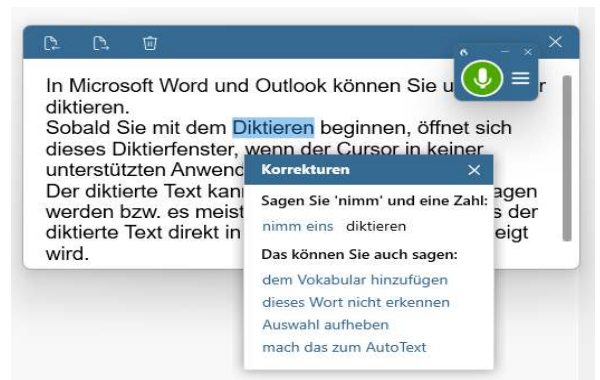 In Microsoft Word und Outlook können Sie u r
diktieren.
Sobald Sie mit dem Diktieren beginnen, öffnet sich
dieses Diktierfenster, wenn der Cursor in keiner
unterstützten Anwend
Der diktierte Text kan agen
werden bzw. es meist s der
diktierte Text direkt in eigt
wird.
Korrekturen
Sagen Sie 'nimm' und eine Zahl:
nimm eins diktieren
Das können Sie auch sagen:
dem Vokabular hinzufügen
dieses Wort nicht erkennen
Auswahl aufheben
mach das zum AutoText